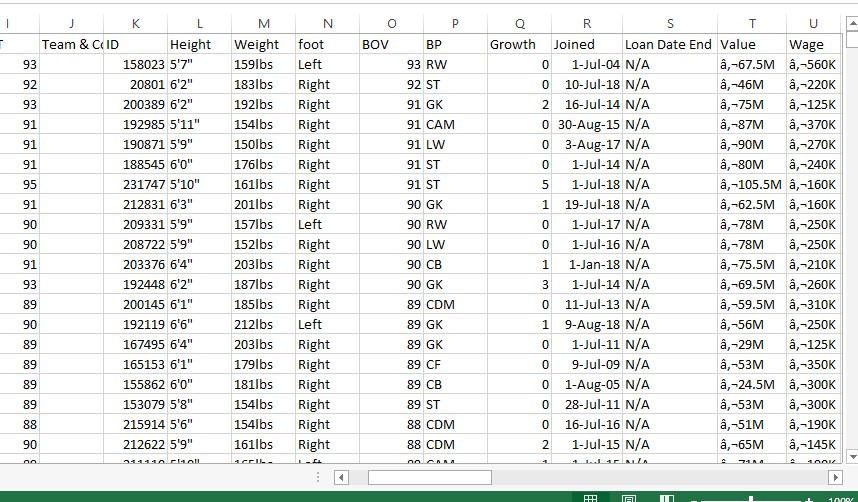 I J K L M N O P Q R S T U
T Team & Co ID Height Weight foot BOV BP Growth Joined Loan Date End Value Wage
93 158023 5'7" 159lbs Left 93 RW 0 1-Jul-04 N/A â‚¬67.5M â‚¬560K
92 20801 6'2" 183lbs Right 92 ST 0 10-Jul-18 N/A â‚¬46M â‚¬220K
93 200389 6'2" 192lbs Right 91 GK 2 16-Jul-14 N/A â‚¬75M â‚¬125K
91 192985 5'11" 154lbs Right 91 CAM 0 30-Aug-15 N/A â‚¬87M â‚¬370K
91 190871 5'9" 150lbs Right 91 LW 0 3-Aug-17 N/A â‚¬90M â‚¬270K
91 188545 6'0" 176lbs Right 91 ST 0 1-Jul-14 N/A â‚¬80M â‚¬240K
95 231747 5'10" 161lbs Right 91 ST 5 1-Jul-18 N/A â‚¬105.5M â‚¬160K
91 212831 6'3" 201lbs Right 90 GK 1 19-Jul-18 N/A â‚¬62.5M â‚¬160K
90 209331 5'9" 157lbs Left 90 RW 0 1-Jul-17 N/A â‚¬78M â‚¬250K
90 208722 5'9" 152lbs Right 90 LW 0 1-Jul-16 N/A â‚¬78M â‚¬250K
91 203376 6'4" 203lbs Right 90 CB 1 1-Jan-18 N/A â‚¬75.5M â‚¬210K
93 192448 6'2" 187lbs Right 90 GK 3 1-Jul-14 N/A â‚¬69.5M â‚¬260K
89 200145 6'1" 185lbs Right 89 CDM 0 11-Jul-13 N/A â‚¬59.5M â‚¬310K
90 192119 6'6" 212lbs Left 89 GK 1 9-Aug-18 N/A â‚¬56M â‚¬250K
89 167495 6'4" 203lbs Right 89 GK 0 1-Jul-11 N/A â‚¬29M â‚¬125K
89 165153 6'1" 179lbs Right 89 CF 0 9-Jul-09 N/A â‚¬53M â‚¬350K
89 155862 6'0" 181lbs Right 89 CB 0 1-Aug-05 N/A â‚¬24.5M â‚¬300K
89 153079 5'8" 154lbs Right 89 ST 0 28-Jul-11 N/A â‚¬53M â‚¬300K
88 215914 5'6" 154lbs Right 88 CDM 0 16-Jul-16 N/A â‚¬51M â‚¬190K
90 212622 5'9" 161lbs Right 88 CDM 2 1-Jul-15 N/A â‚¬65M â‚¬145K